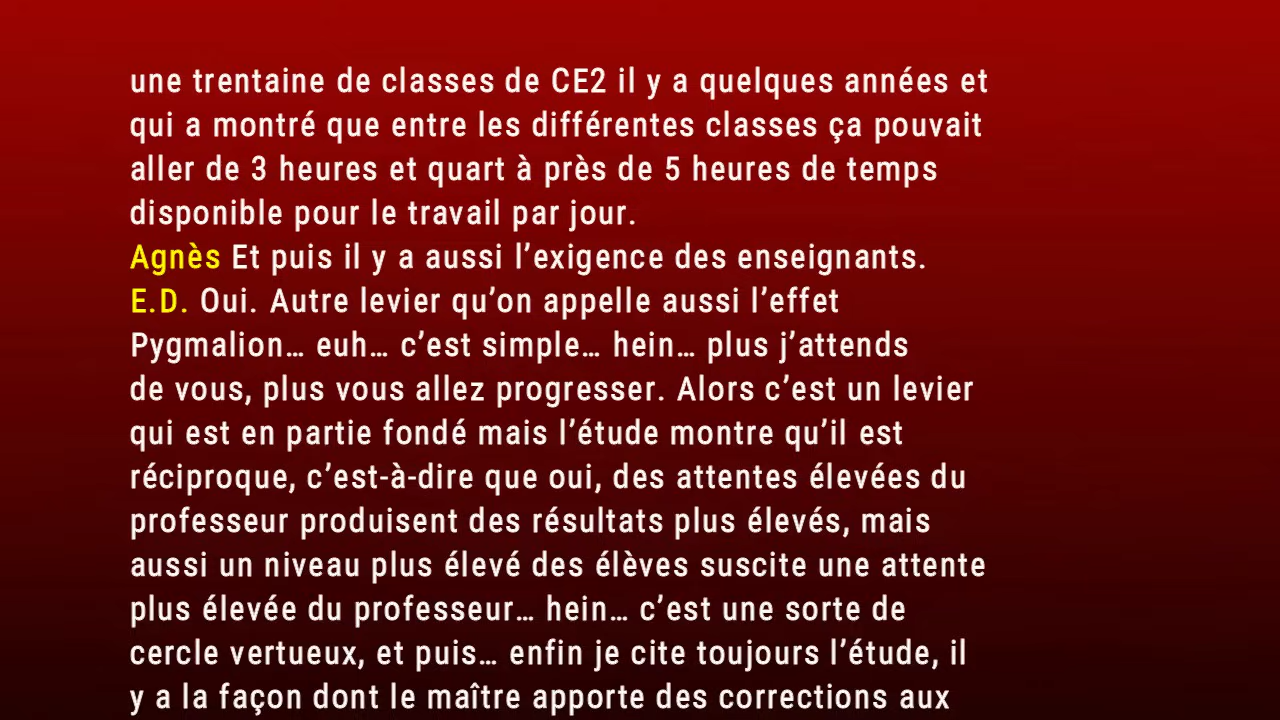 une trentaine de classes de CE2 il y a quelques années et
qui a montré que entre les différentes classes ça pouvait
aller de 3 heures et quart à près de 5 heures de temps
disponible pour le travail par jour.
Agnès Et puis il y a aussi l’exigence des enseignants.
E.D. Oui. Autre levier qu’on appelle aussi l’effet
Pygmalion… euh… c’est simple… hein… plus j’attends
de vous, plus vous allez progresser. Alors c’est un levier
qui est en partie fondé mais l’étude montre qu’il est
réciproque, c’est-à-dire que oui, des attentes élevées du
professeur produisent des résultats plus élevés, mais
aussi un niveau plus élevé des élèves suscite une attente
plus élevée du professeur… hein… c’est une sorte de
cercle vertueux, et puis… enfin je cite toujours l’étude, il
y a la façon dont le maître apporte des corrections aux